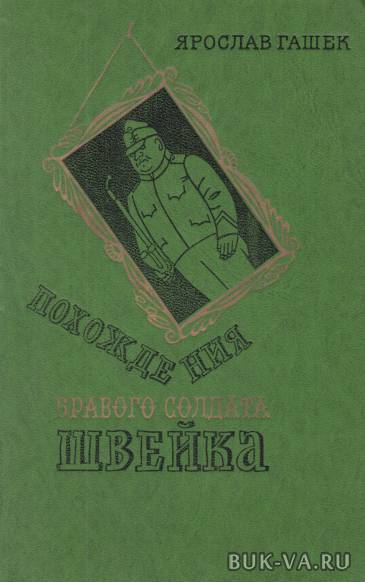 ЯРОСЛАВ ГАШЕК
ПОХОЖДЕНИЯ
БРАВОГО СОЛДАТА
ШВЕЙКА
BUK-VA.RU